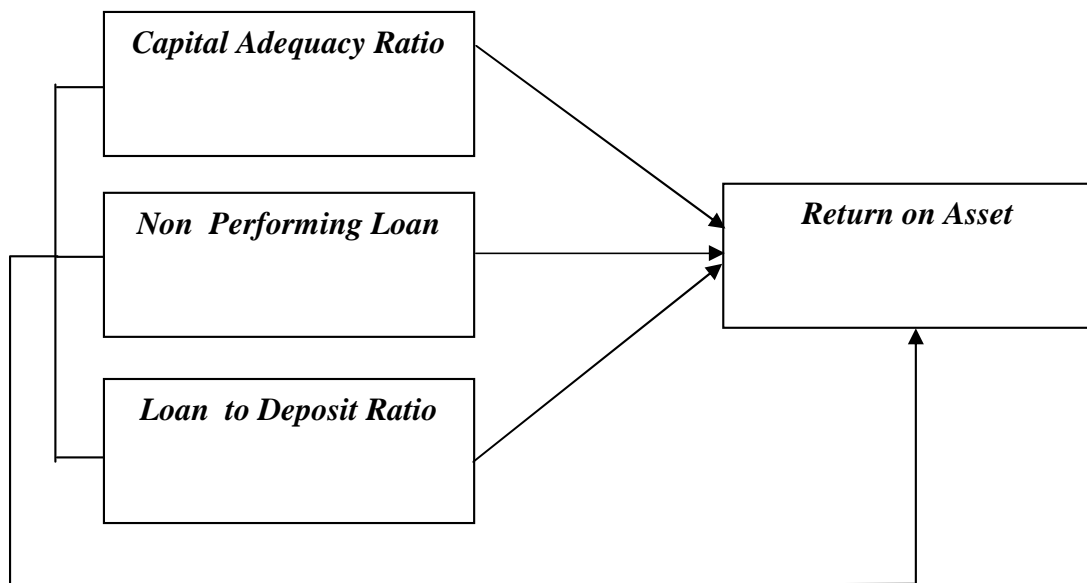 Capital Adequacy Ratio
Non Performing Loan
Return on Asset
Loan to Deposit Ratio